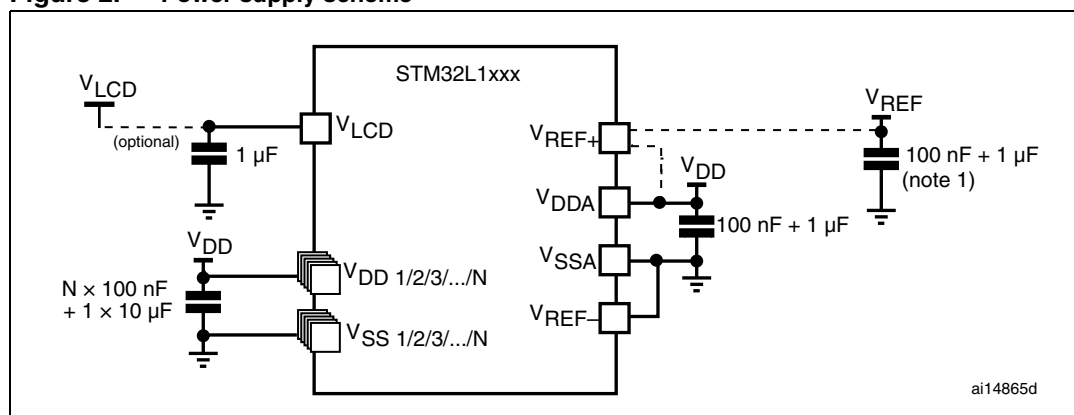 Figure 2. Power supply scheme
STM32L1xxx
VLCD
(optional)
1 µF
VLCD
VDD
N × 100 nF
+ 1 × 10 µF
VDD 1/2/3/.../N
VSS 1/2/3/.../N
VREF+
VDDA
VSSA
VREF–
VDD
100 nF + 1 µF
VREF
100 nF + 1 µF
(note 1)
ai14865d